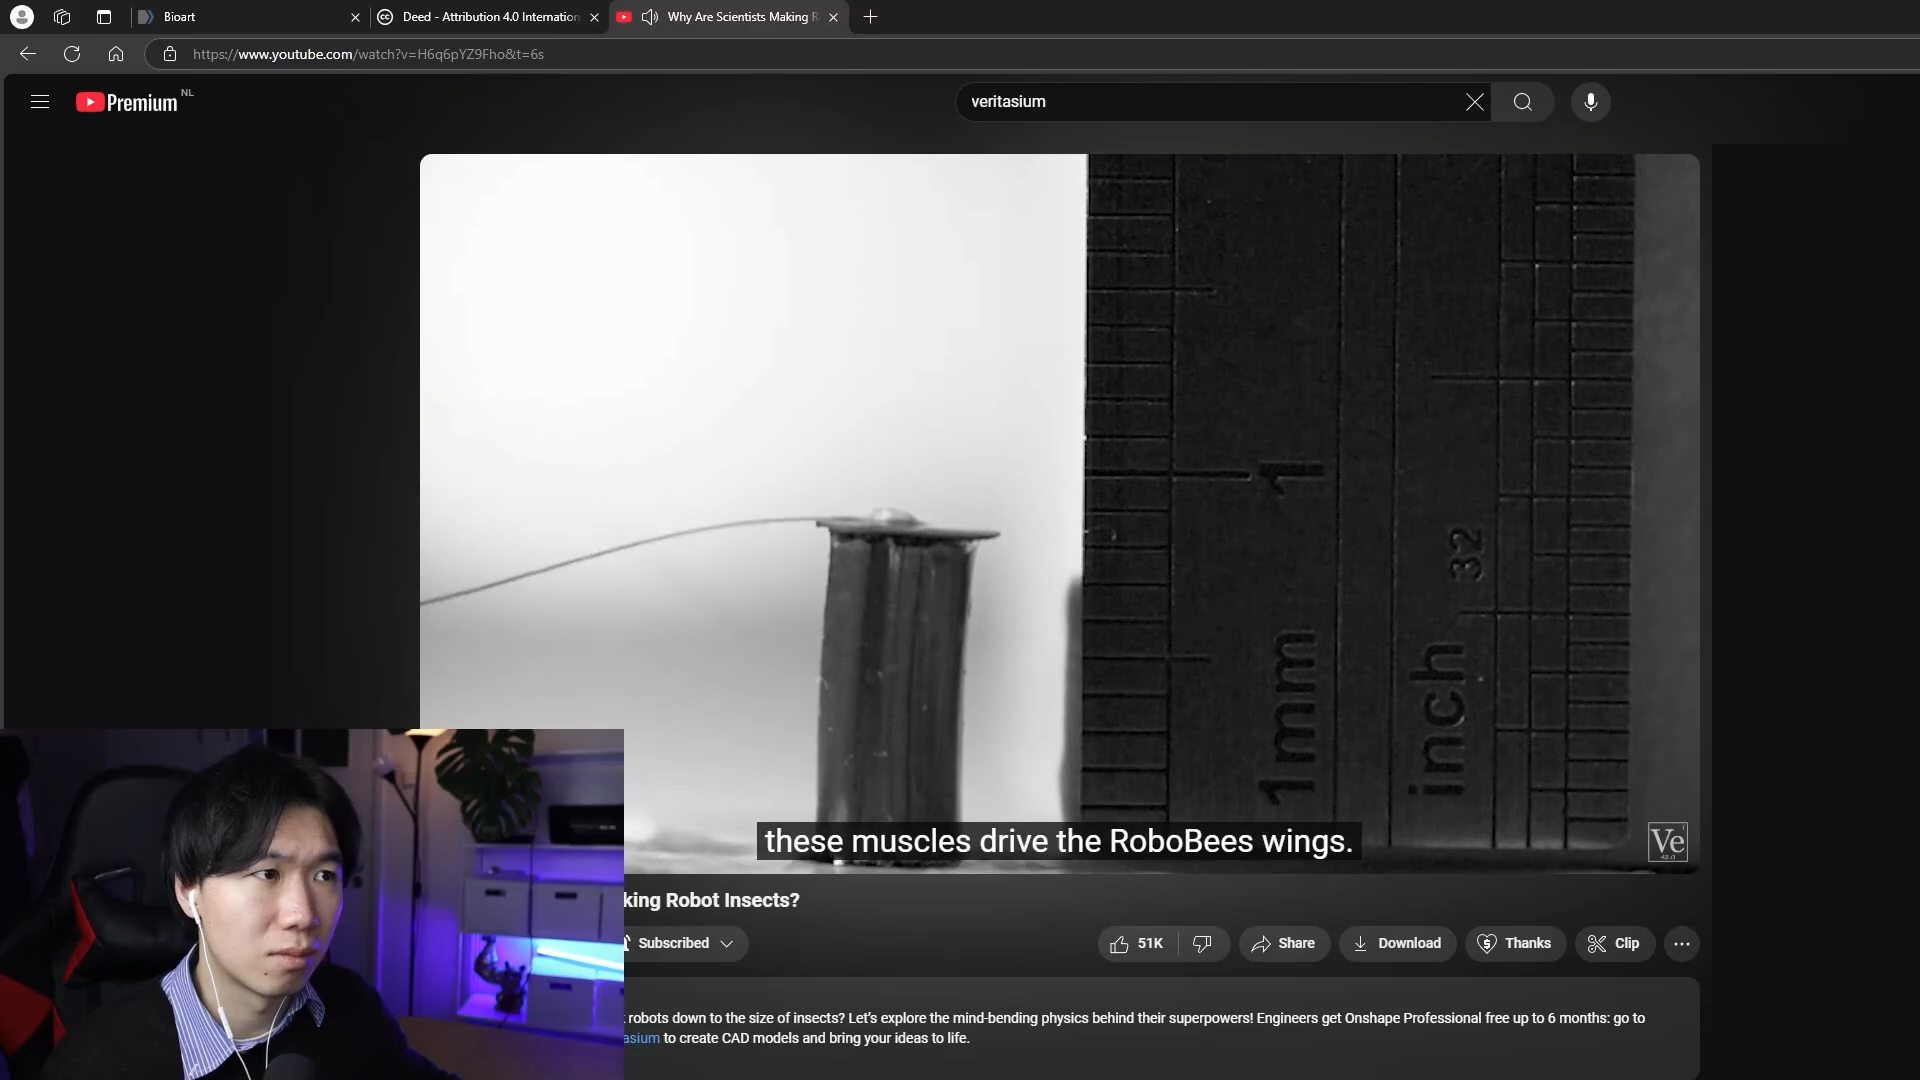 Bioart
Deed - Attribution 4.0 Internation
Why Are Scientists Making R
https://www.youtube.com/watch?v=H6q6pYZ9Fho&t=6s
Premium NL
veritasium
1
32
1mm
inch
these muscles drive the RoboBees wings.
Ve
42.0
king Robot Insects?
Subscribed
51K
Share
Download
Thanks
Clip
robots down to the size of insects? Let's explore the mind-bending physics behind their superpowers! Engineers get Onshape Professional free up to 6 months: go to
asium to create CAD models and bring your ideas to life.